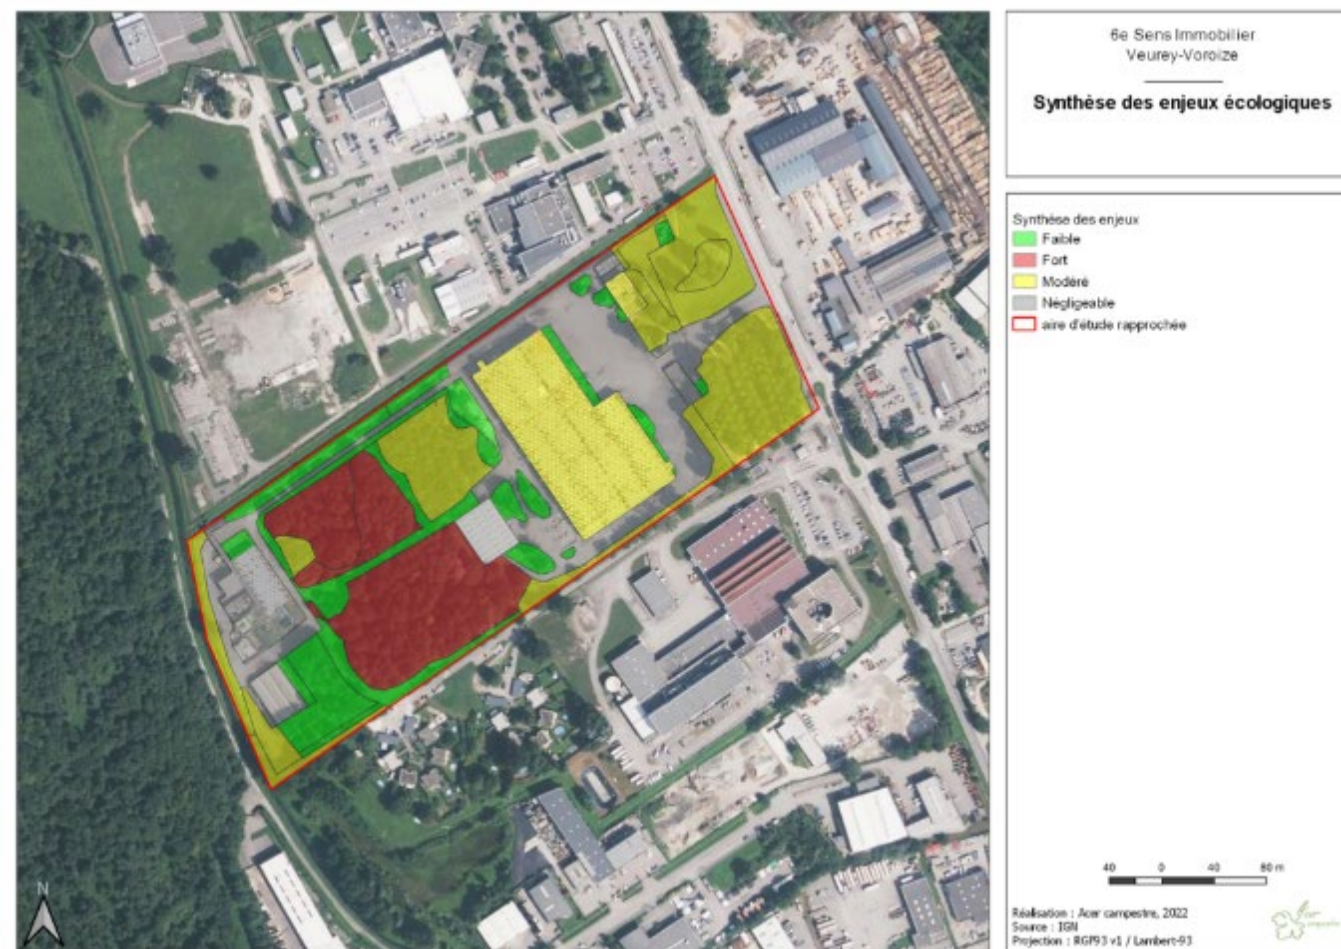 6e Sens Immobilier
Veurey-Voroize
Synthèse des enjeux écologiques
Synthèse des enjeux
Faible
Fort
Modéré
Négligeable
aire d'étude rapprochée
N
40 0 40 80 m
Réalisation : Acer campestre, 2022
Source : IGN
Projection : RGF93 v1 / Lambert-93